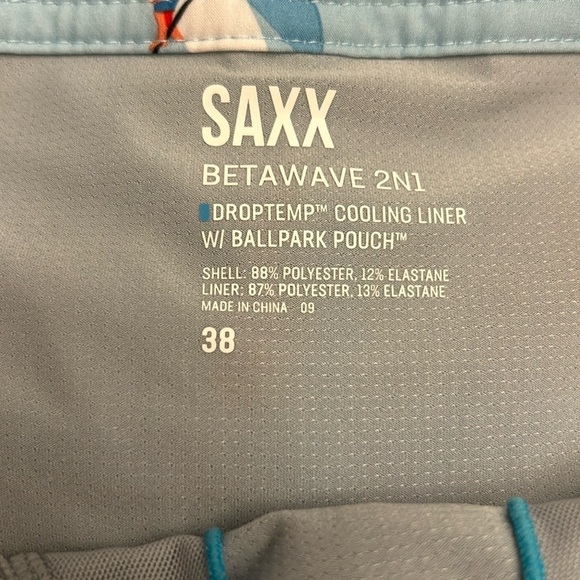 SAXX
BETAWAVE 2N1
DROPTEMP™ COOLING LINER
W/ BALLPARK POUCH™
SHELL: 88% POLYESTER, 12% ELASTANE
LINER: 87% POLYESTER, 13% ELASTANE
MADE IN CHINA 09
38